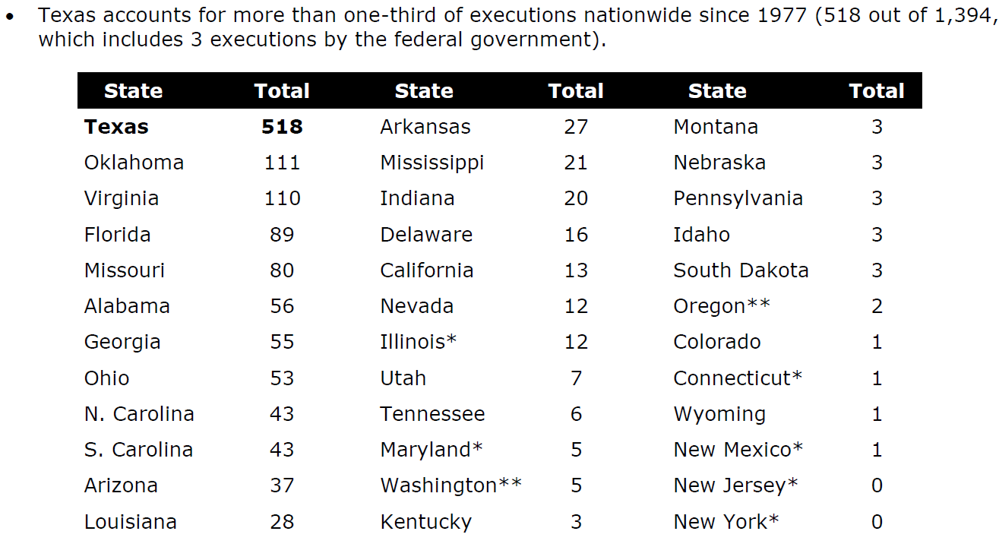 • Texas accounts for more than one-third of executions nationwide since 1977 (518 out of 1,394,
which includes 3 executions by the federal government).
State Total State Total State Total
Texas 518 Arkansas 27 Montana 3
Oklahoma 111 Mississippi 21 Nebraska 3
Virginia 110 Indiana 20 Pennsylvania 3
Florida 89 Delaware 16 Idaho 3
Missouri 80 California 13 South Dakota 3
Alabama 56 Nevada 12 Oregon** 2
Georgia 55 Illinois* 12 Colorado 1
Ohio 53 Utah 7 Connecticut* 1
N. Carolina 43 Tennessee 6 Wyoming 1
S. Carolina 43 Maryland* 5 New Mexico* 1
Arizona 37 Washington** 5 New Jersey* 0
Louisiana 28 Kentucky 3 New York* 0